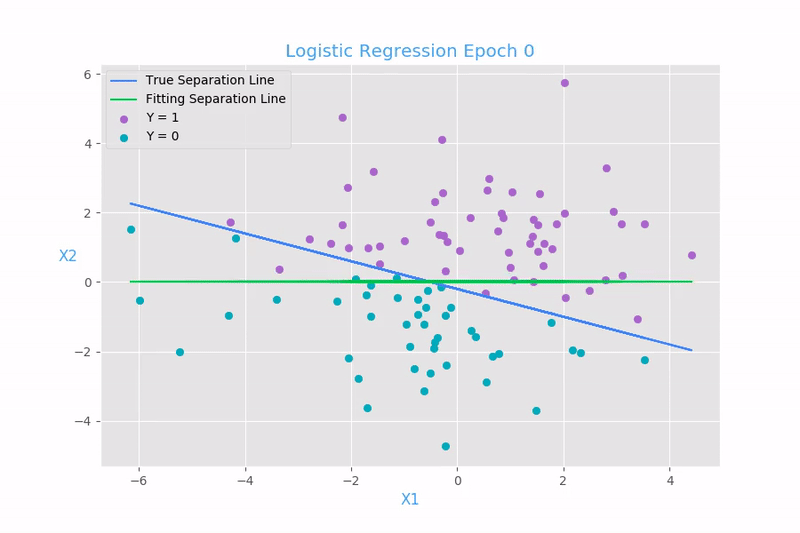 Logistic Regression Epoch 0
True Separation Line
Fitting Separation Line
Y = 1
Y = 0
6
4
2
0
−2
−4
X2
−6 −4 −2 0 2 4
X1